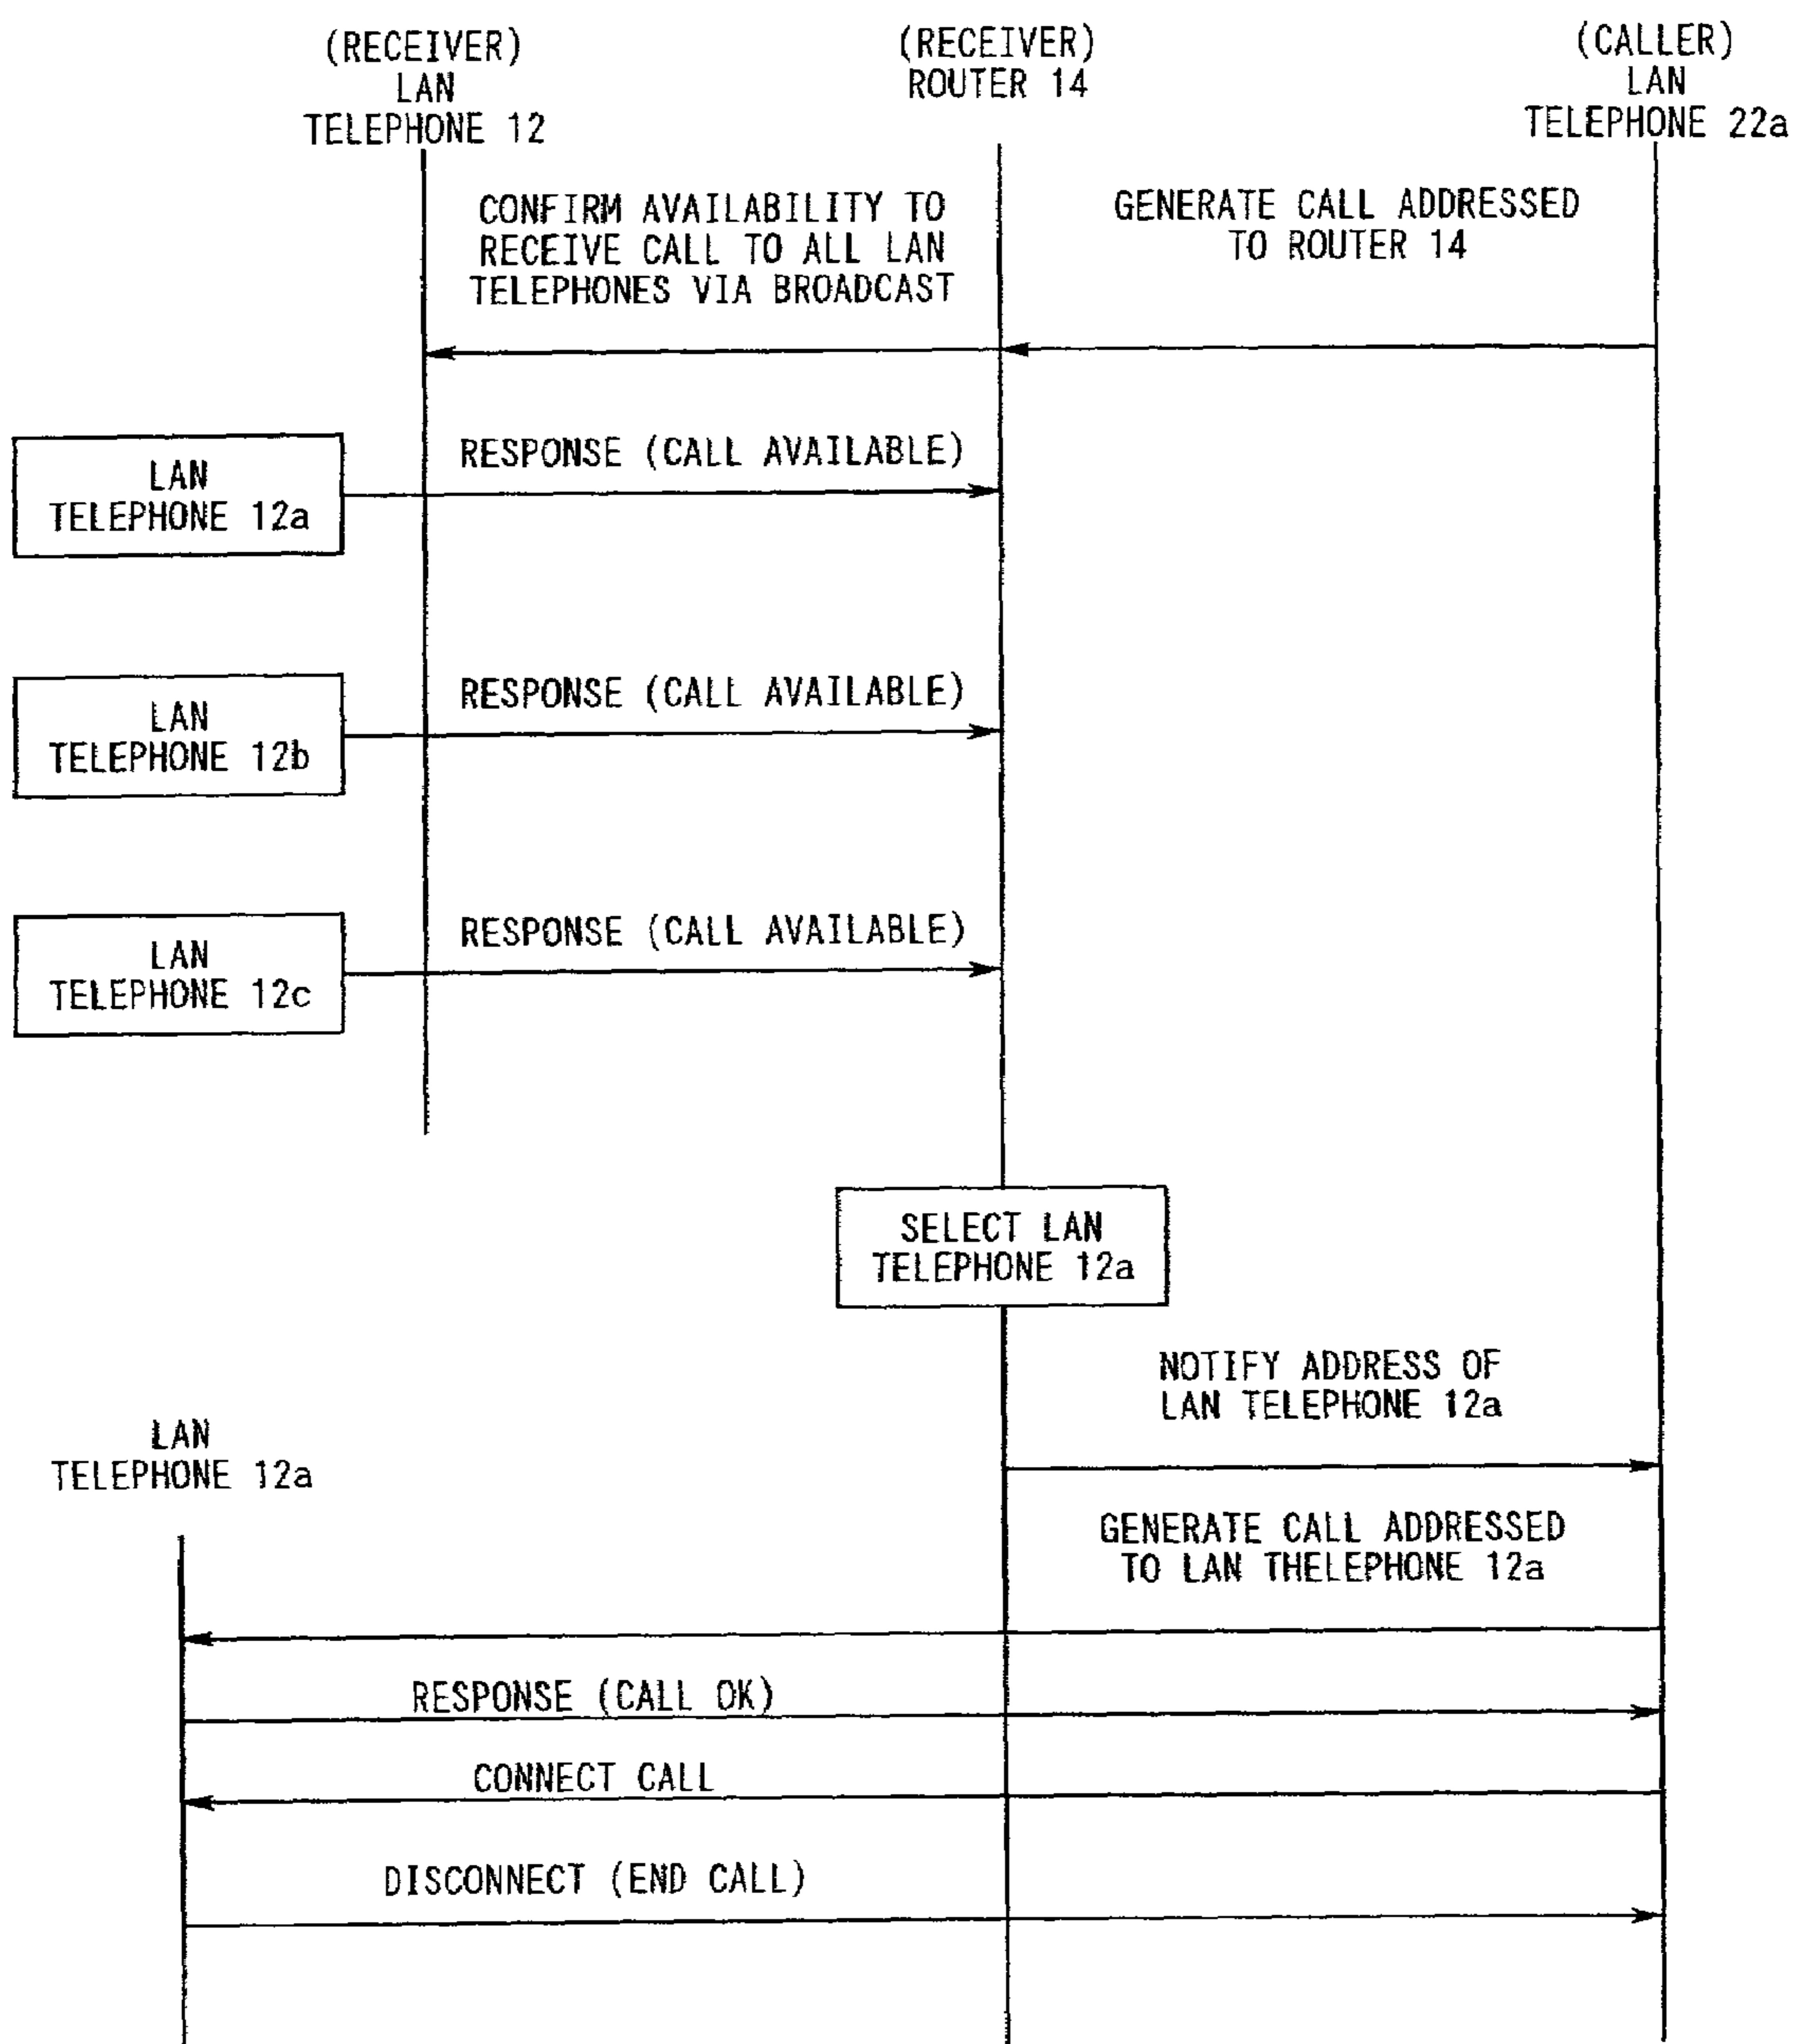 (RECEIVER)
LAN
TELEPHONE 12
(RECEIVER)
ROUTER 14
(CALLER)
LAN
TELEPHONE 22a
CONFIRM AVAILABILITY TO
RECEIVE CALL TO ALL LAN
TELEPHONES VIA BROADCAST
GENERATE CALL ADDRESSED
TO ROUTER 14
LAN
TELEPHONE 12a
RESPONSE (CALL AVAILABLE)
LAN
TELEPHONE 12b
RESPONSE (CALL AVAILABLE)
LAN
TELEPHONE 12c
RESPONSE (CALL AVAILABLE)
SELECT LAN
TELEPHONE 12a
NOTIFY ADDRESS OF
LAN TELEPHONE 12a
LAN
TELEPHONE 12a
GENERATE CALL ADDRESSED
TO LAN THELEPHONE 12a
RESPONSE (CALL OK)
CONNECT CALL
DISCONNECT (END CALL)